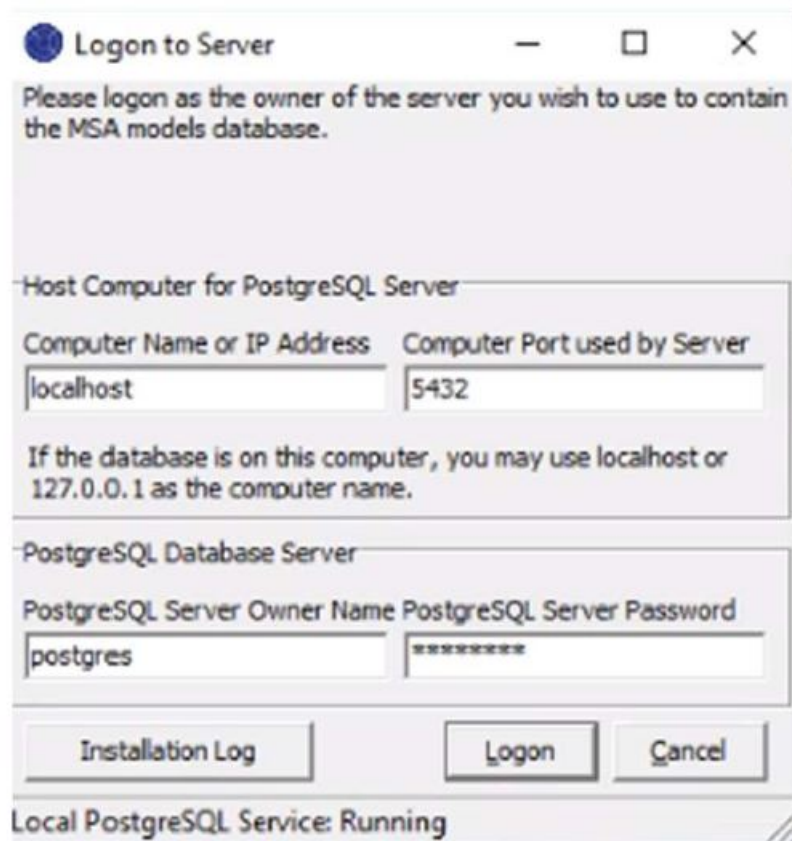 Logon to Server
Please logon as the owner of the server you wish to use to contain
the MSA models database.
Host Computer for PostgreSQL Server
Computer Name or IP Address Computer Port used by Server
localhost 5432
If the database is on this computer, you may use localhost or
127.0.0.1 as the computer name.
PostgreSQL Database Server
PostgreSQL Server Owner Name PostgreSQL Server Password
postgres ********
Installation Log Logon Cancel
Local PostgreSQL Service: Running